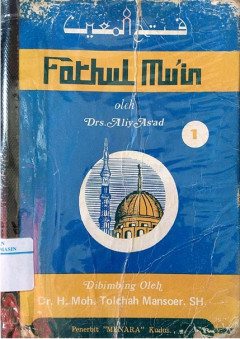 فتح المعين
Fathul Mu'in
oleh
Drs. Aliy As'ad
1
Dibimbing Oleh
Dr. H. Moh. Tolchah Mansoer, SH.
Penerbit "MENARA" Kudus